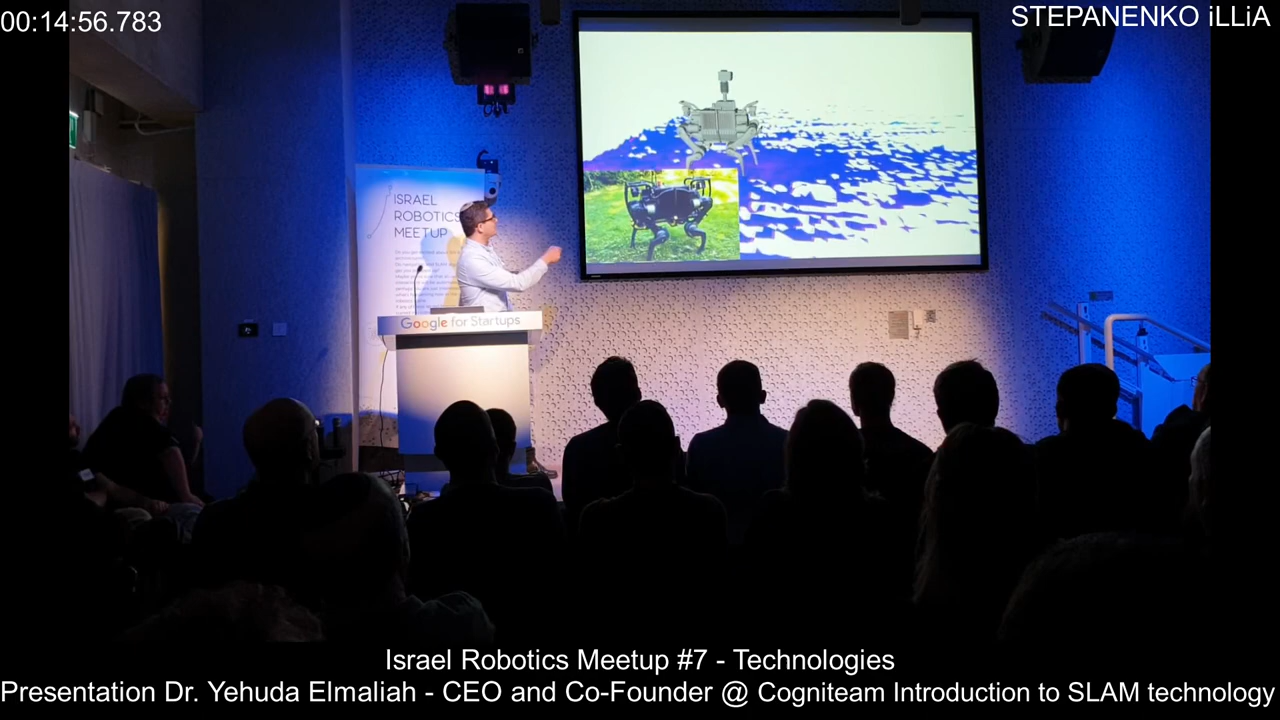 00:14:56.783
STEPANENKO iLLiA
ISRAEL
ROBOTICS
MEETUP
Google for Startups
Israel Robotics Meetup #7 - Technologies
Presentation Dr. Yehuda Elmaliah - CEO and Co-Founder @ Cogniteam Introduction to SLAM technology